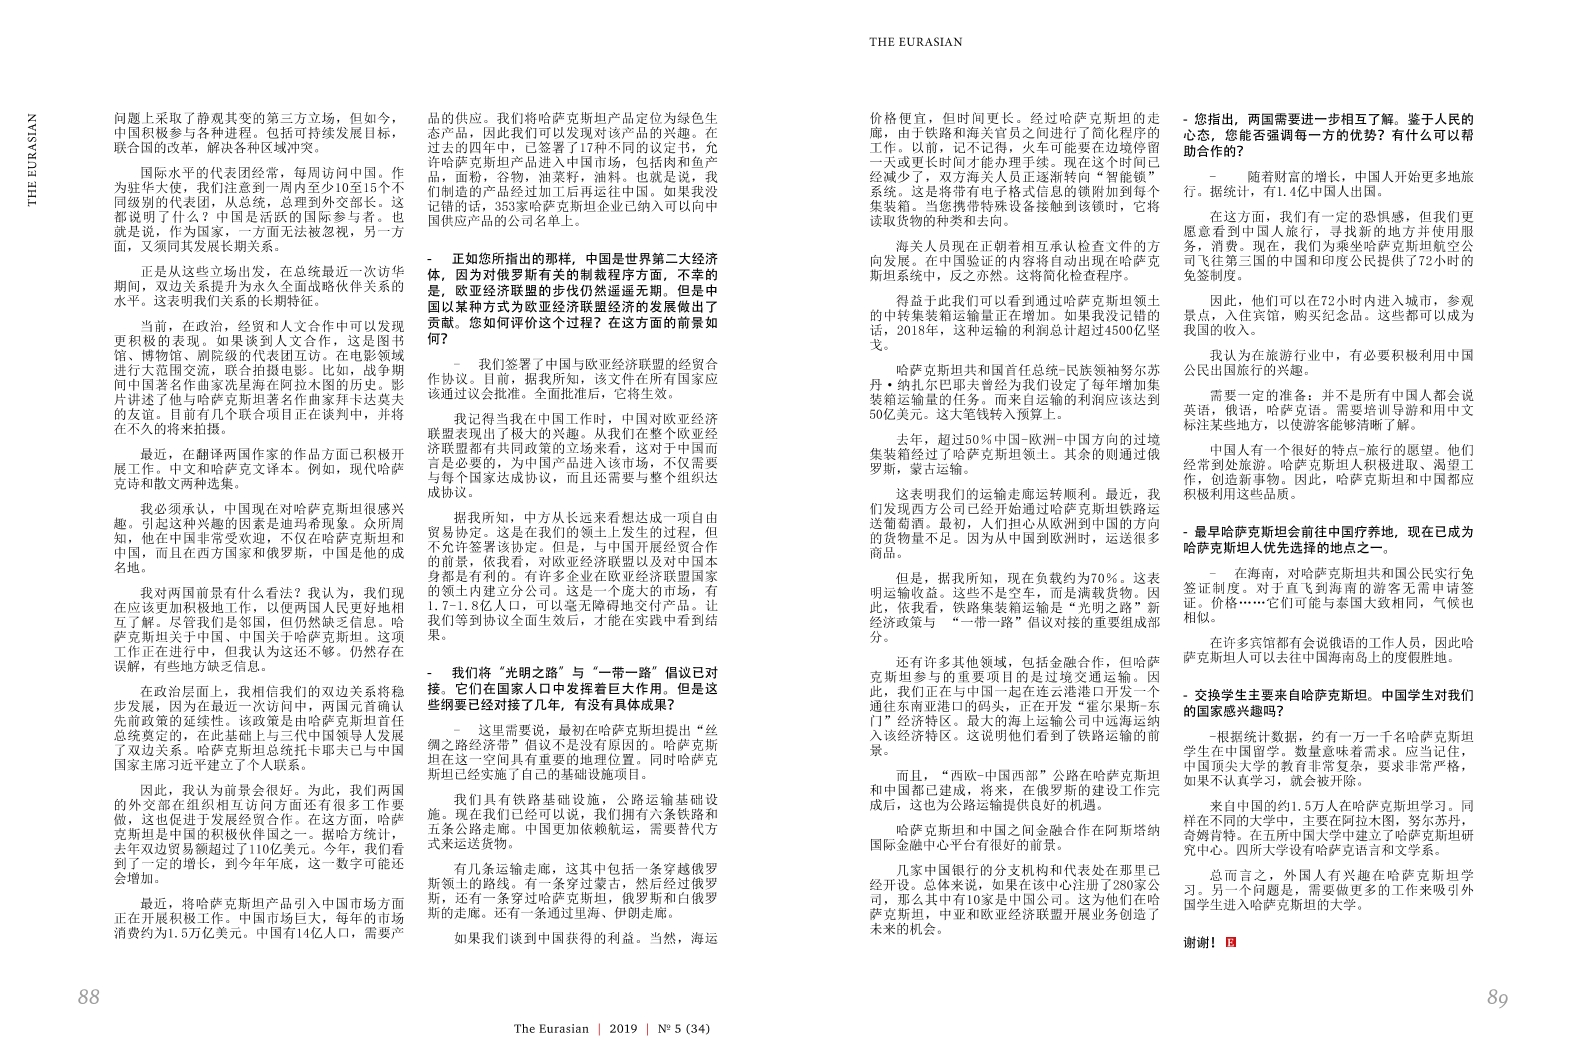 THE EURASIAN
THE EURASIAN
问题上采取了静观其变的第三方立场，但如今，
中国积极参与各种进程。包括可持续发展目标，
联合国的改革，解决各种区域冲突。
国际水平的代表团经常，每周访问中国。作
为驻华大使，我们注意到一周内至少10至15个不
同级别的代表团，从总统，总理到外交部长。这
都说明了什么？中国是活跃的国际参与者。也
就是说，作为国家，一方面无法被忽视，另一方
面，又须同其发展长期关系。
正是从这些立场出发，在总统最近一次访华
期间，双边关系提升为永久全面战略伙伴关系的
水平。这表明我们关系的长期特征。
当前，在政治，经贸和人文合作中可以发现
更积极的表现。如果谈到人文合作，这是图书
馆、博物馆、剧院级的代表团互访。在电影领域
进行大范围交流，联合拍摄电影。比如，战争期
间中国著名作曲家冼星海在阿拉木图的历史。影
片讲述了他与哈萨克斯坦著名作曲家拜卡达莫夫
的友谊。目前有几个联合项目正在谈判中，并将
在不久的将来拍摄。
最近，在翻译两国作家的作品方面已积极开
展工作。中文和哈萨克文译本。例如，现代哈萨
克诗和散文两种选集。
我必须承认，中国现在对哈萨克斯坦很感兴
趣。引起这种兴趣的因素是迪玛希现象。众所周
知，他在中国非常受欢迎，不仅在哈萨克斯坦和
中国，而且在西方国家和俄罗斯，中国是他的成
名地。
我对两国前景有什么看法？我认为，我们现
在应该更加积极地工作，以便两国人民更好地相
互了解。尽管我们是邻国，但仍然缺乏信息。哈
萨克斯坦关于中国、中国关于哈萨克斯坦。这项
工作正在进行中，但我认为这还不够。仍然存在
误解，有些地方缺乏信息。
在政治层面上，我相信我们的双边关系将稳
步发展，因为在最近一次访问中，两国元首确认
先前政策的延续性。该政策是由哈萨克斯坦首任
总统奠定的，在此基础上与三代中国领导人发展
了双边关系。哈萨克斯坦总统托卡耶夫已与中国
国家主席习近平建立了个人联系。
因此，我认为前景会很好。为此，我们两国
的外交部在组织相互访问方面还有很多工作要
做，这也促进于发展经贸合作。在这方面，哈萨
克斯坦是中国的积极伙伴国之一。据哈方统计，
去年双边贸易额超过了110亿美元。今年，我们看
到了一定的增长，到今年年底，这一数字可能还
会增加。
最近，将哈萨克斯坦产品引入中国市场方面
正在开展积极工作。中国市场巨大，每年的市场
消费约为1.5万亿美元。中国有14亿人口，需要产
品的供应。我们将哈萨克斯坦产品定位为绿色生
态产品，因此我们可以发现对该产品的兴趣。在
过去的四年中，已签署了17种不同的议定书，允
许哈萨克斯坦产品进入中国市场，包括肉和鱼产
品，面粉，谷物，油菜籽，油料。也就是说，我
们制造的产品经过加工后再运往中国。如果我没
记错的话，353家哈萨克斯坦企业已纳入可以向中
国供应产品的公司名单上。
- 正如您所指出的那样，中国是世界第二大经济
体，因为对俄罗斯有关的制裁程序方面，不幸的
是，欧亚经济联盟的步伐仍然遥遥无期。但是中
国以某种方式为欧亚经济联盟经济的发展做出了
贡献。您如何评价这个过程？在这方面的前景如
何？
– 我们签署了中国与欧亚经济联盟的经贸合
作协议。目前，据我所知，该文件在所有国家应
该通过议会批准。全面批准后，它将生效。
我记得当我在中国工作时，中国对欧亚经济
联盟表现出了极大的兴趣。从我们在整个欧亚经
济联盟都有共同政策的立场来看，这对于中国而
言是必要的，为中国产品进入该市场，不仅需要
与每个国家达成协议，而且还需要与整个组织达
成协议。
据我所知，中方从长远来看想达成一项自由
贸易协定。这是在我们的领土上发生的过程，但
不允许签署该协定。但是，与中国开展经贸合作
的前景，依我看，对欧亚经济联盟以及对中国本
身都是有利的。有许多企业在欧亚经济联盟国家
的领土内建立分公司。这是一个庞大的市场，有
1.7-1.8亿人口，可以毫无障碍地交付产品。让
我们等到协议全面生效后，才能在实践中看到结
果。
- 我们将“光明之路”与“一带一路”倡议已对
接。它们在国家人口中发挥着巨大作用。但是这
些纲要已经对接了几年，有没有具体成果？
– 这里需要说，最初在哈萨克斯坦提出“丝
绸之路经济带”倡议不是没有原因的。哈萨克斯
坦在这一空间具有重要的地理位置。同时哈萨克
斯坦已经实施了自己的基础设施项目。
我们具有铁路基础设施，公路运输基础设
施。现在我们已经可以说，我们拥有六条铁路和
五条公路走廊。中国更加依赖航运，需要替代方
式来运送货物。
有几条运输走廊，这其中包括一条穿越俄罗
斯领土的路线。有一条穿过蒙古，然后经过俄罗
斯，还有一条穿过哈萨克斯坦，俄罗斯和白俄罗
斯的走廊。还有一条通过里海、伊朗走廊。
如果我们谈到中国获得的利益。当然，海运
88
The Eurasian | 2019 | № 5 (34)
THE EURASIAN
价格便宜，但时间更长。经过哈萨克斯坦的走
廊，由于铁路和海关官员之间进行了简化程序的
工作。以前，记不记得，火车可能要在边境停留
一天或更长时间才能办理手续。现在这个时间已
经减少了，双方海关人员正逐渐转向“智能锁”
系统。这是将带有电子格式信息的锁附加到每个
集装箱。当您携带特殊设备接触到该锁时，它将
读取货物的种类和去向。
海关人员现在正朝着相互承认检查文件的方
向发展。在中国验证的内容将自动出现在哈萨克
斯坦系统中，反之亦然。这将简化检查程序。
得益于此我们可以看到通过哈萨克斯坦领土
的中转集装箱运输量正在增加。如果我没记错的
话，2018年，这种运输的利润总计超过4500亿坚
戈。
哈萨克斯坦共和国首任总统-民族领袖努尔苏
丹·纳扎尔巴耶夫曾经为我们设定了每年增加集
装箱运输量的任务。而来自运输的利润应该达到
50亿美元。这大笔钱转入预算上。
去年，超过50%中国-欧洲-中国方向的过境
集装箱经过了哈萨克斯坦领土。其余的则通过俄
罗斯，蒙古运输。
这表明我们的运输走廊运转顺利。最近，我
们发现西方公司已经开始通过哈萨克斯坦铁路运
送葡萄酒。最初，人们担心从欧洲到中国的方向
的货物量不足。因为从中国到欧洲时，运送很多
商品。
但是，据我所知，现在负载约为70%。这表
明运输收益。这些不是空车，而是满载货物。因
此，依我看，铁路集装箱运输是“光明之路”新
经济政策与 “一带一路”倡议对接的重要组成部
分。
还有许多其他领域，包括金融合作，但哈萨
克斯坦参与的重要项目的是过境交通运输。因
此，我们正在与中国一起在连云港港口开发一个
通往东南亚港口的码头，正在开发“霍尔果斯-东
门”经济特区。最大的海上运输公司中远海运纳
入该经济特区。这说明他们看到了铁路运输的前
景。
而且，“西欧-中国西部”公路在哈萨克斯坦
和中国都已建成，将来，在俄罗斯的建设工作完
成后，这也为公路运输提供良好的机遇。
哈萨克斯坦和中国之间金融合作在阿斯塔纳
国际金融中心平台有很好的前景。
几家中国银行的分支机构和代表处在那里已
经开设。总体来说，如果在该中心注册了280家公
司，那么其中有10家是中国公司。这为他们在哈
萨克斯坦，中亚和欧亚经济联盟开展业务创造了
未来的机会。
- 您指出，两国需要进一步相互了解。鉴于人民的
心态，您能否强调每一方的优势？有什么可以帮
助合作的？
– 随着财富的增长，中国人开始更多地旅
行。据统计，有1.4亿中国人出国。
在这方面，我们有一定的恐惧感，但我们更
愿意看到中国人旅行，寻找新的地方并使用服
务，消费。现在，我们为乘坐哈萨克斯坦航空公
司飞往第三国的中国和印度公民提供了72小时的
免签制度。
因此，他们可以在72小时内进入城市，参观
景点，入住宾馆，购买纪念品。这些都可以成为
我国的收入。
我认为在旅游行业中，有必要积极利用中国
公民出国旅行的兴趣。
需要一定的准备：并不是所有中国人都会说
英语，俄语，哈萨克语。需要培训导游和用中文
标注某些地方，以使游客能够清晰了解。
中国人有一个很好的特点-旅行的愿望。他们
经常到处旅游。哈萨克斯坦人积极进取、渴望工
作，创造新事物。因此，哈萨克斯坦和中国都应
积极利用这些品质。
- 最早哈萨克斯坦会前往中国疗养地，现在已成为
哈萨克斯坦人优先选择的地点之一。
– 在海南，对哈萨克斯坦共和国公民实行免
签证制度。对于直飞到海南的游客无需申请签
证。价格……它们可能与泰国大致相同，气候也
相似。
在许多宾馆都有会说俄语的工作人员，因此哈
萨克斯坦人可以去往中国海南岛上的度假胜地。
- 交换学生主要来自哈萨克斯坦。中国学生对我们
的国家感兴趣吗？
–根据统计数据，约有一万一千名哈萨克斯坦
学生在中国留学。数量意味着需求。应当记住，
中国顶尖大学的教育非常复杂，要求非常严格，
如果不认真学习，就会被开除。
来自中国的约1.5万人在哈萨克斯坦学习。同
样在不同的大学中，主要在阿拉木图，努尔苏丹，
奇姆肯特。在五所中国大学中建立了哈萨克斯坦研
究中心。四所大学设有哈萨克语言和文学系。
总而言之，外国人有兴趣在哈萨克斯坦学
习。另一个问题是，需要做更多的工作来吸引外
国学生进入哈萨克斯坦的大学。
谢谢！ E
89